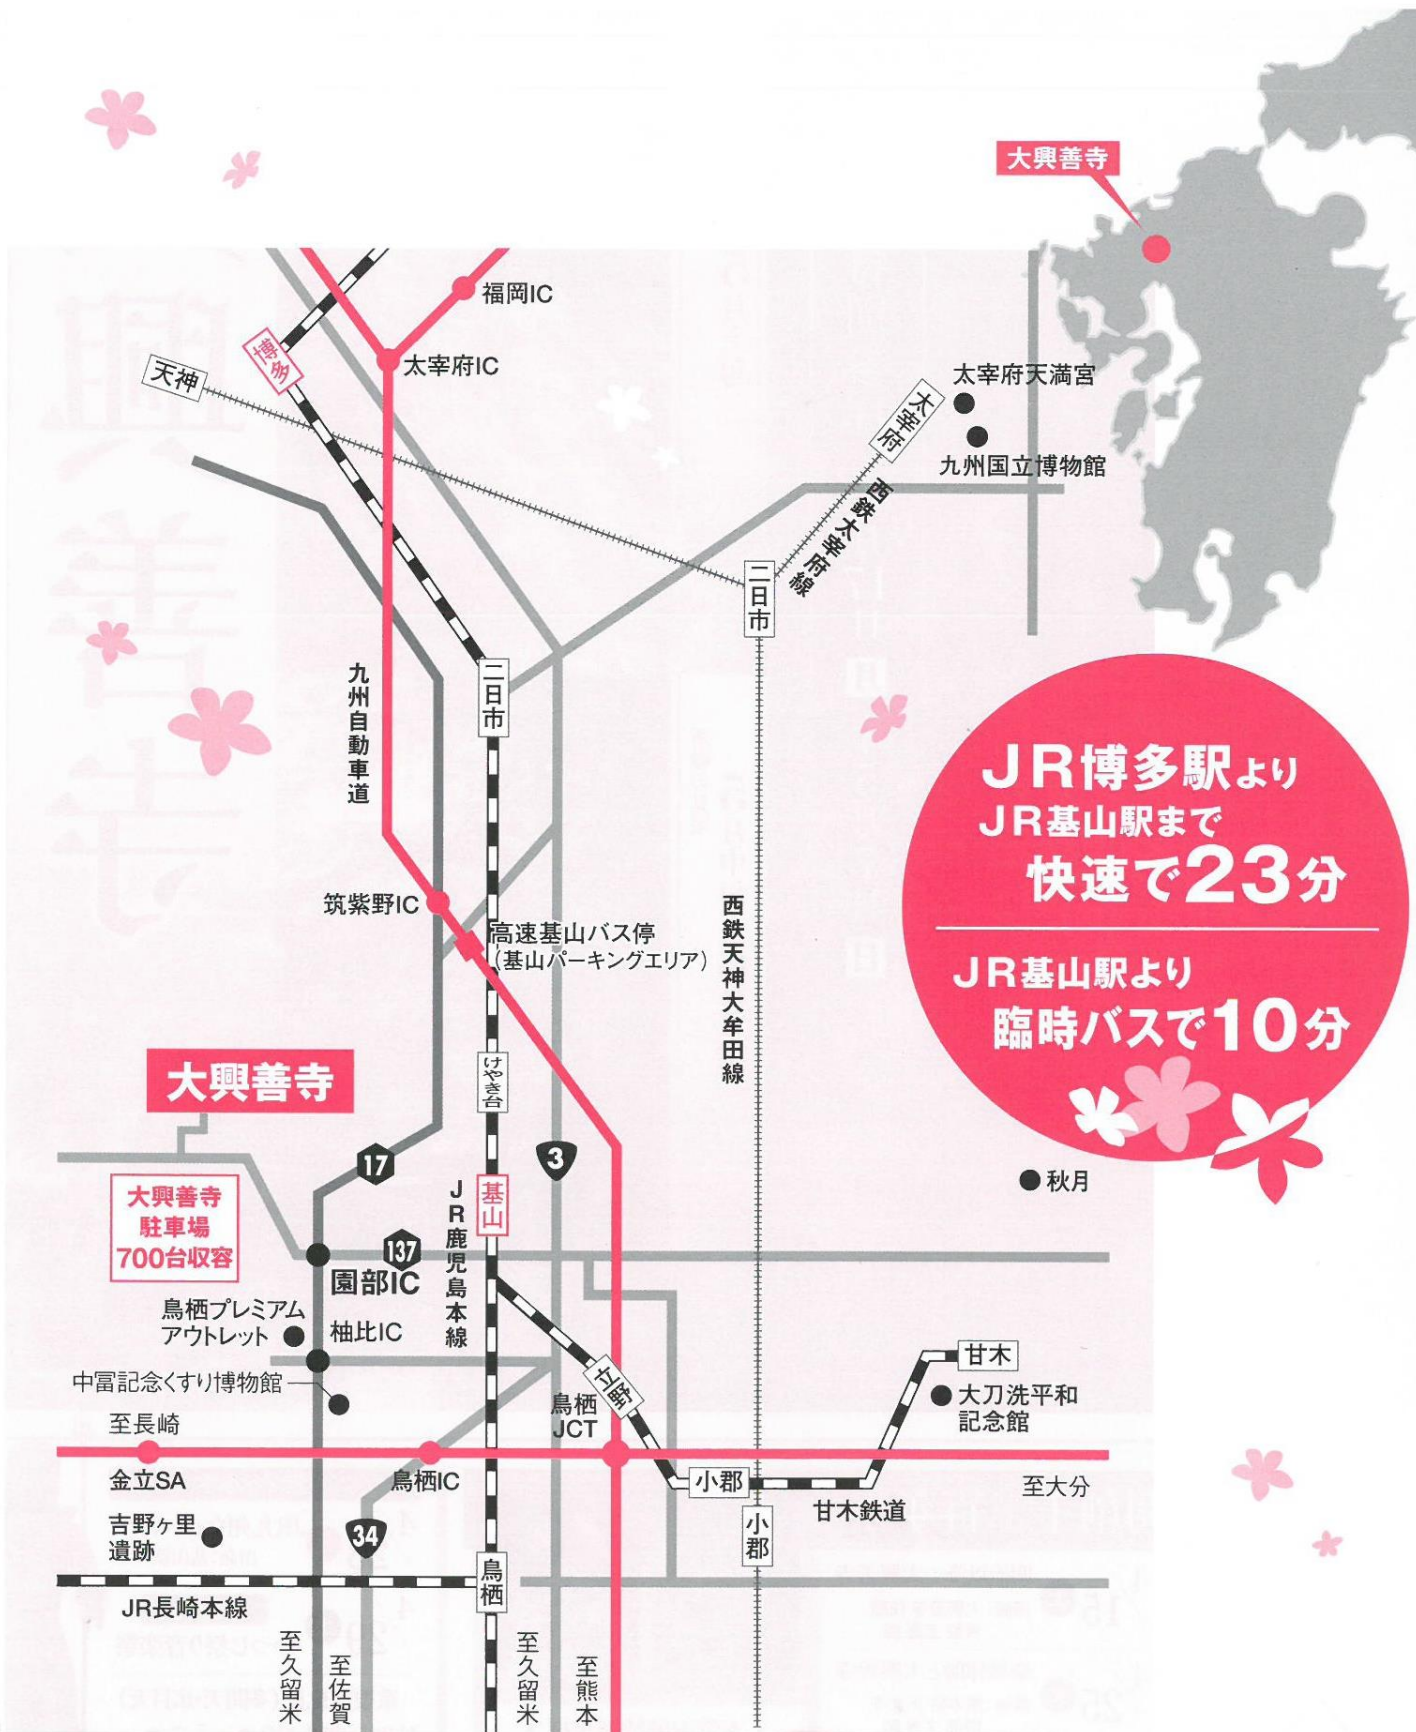 大興善寺
福岡IC
太宰府IC
博多
天神
太宰府天満宮
太宰府
九州国立博物館
西鉄太宰府線
二日市
二日市
九州自動車道
JR博多駅より
JR基山駅まで
快速で23分
JR基山駅より
臨時バスで10分
筑紫野IC
高速基山バス停
(基山パーキングエリア)
西鉄天神大牟田線
けやき台
大興善寺
17
3
秋月
大興善寺
駐車場
700台収容
基山
JR鹿児島本線
137
園部IC
鳥栖プレミアム
アウトレット
柚比IC
中冨記念くすり博物館
立野
甘木
大刀洗平和
記念館
鳥栖
JCT
至長崎
金立SA
鳥栖IC
小郡
甘木鉄道
至大分
吉野ヶ里
遺跡
34
小郡
鳥栖
JR長崎本線
至久留米
至佐賀
至久留米
至熊本